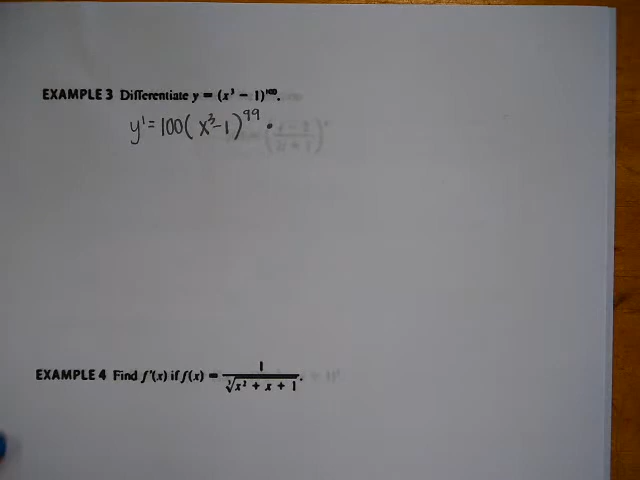 EXAMPLE 3 Differentiate y = (x³ − 1)¹⁰⁰.
y' = 100(x³−1)⁹⁹ ·
EXAMPLE 4 Find f'(x) if f(x) = 1/∛(x² + x + 1).